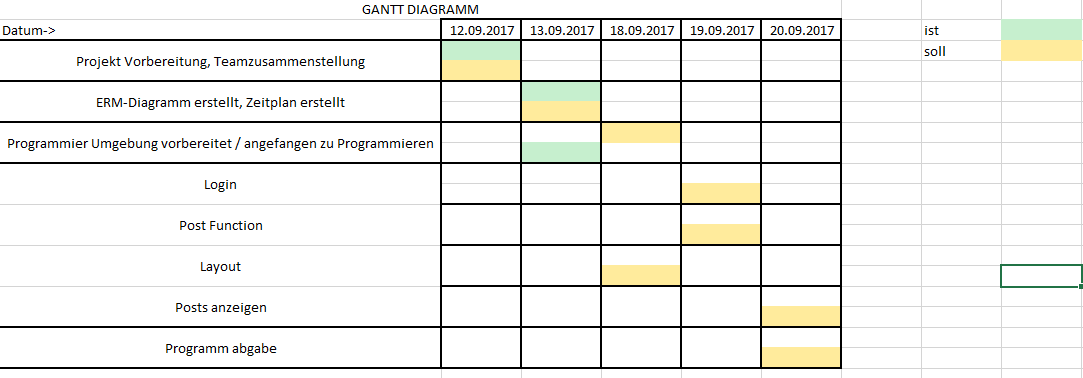 GANTT DIAGRAMM
Datum-> 12.09.2017 13.09.2017 18.09.2017 19.09.2017 20.09.2017 ist
soll
Projekt Vorbereitung, Teamzusammenstellung
ERM-Diagramm erstellt, Zeitplan erstellt
Programmier Umgebung vorbereitet / angefangen zu Programmieren
Login
Post Function
Layout
Posts anzeigen
Programm abgabe